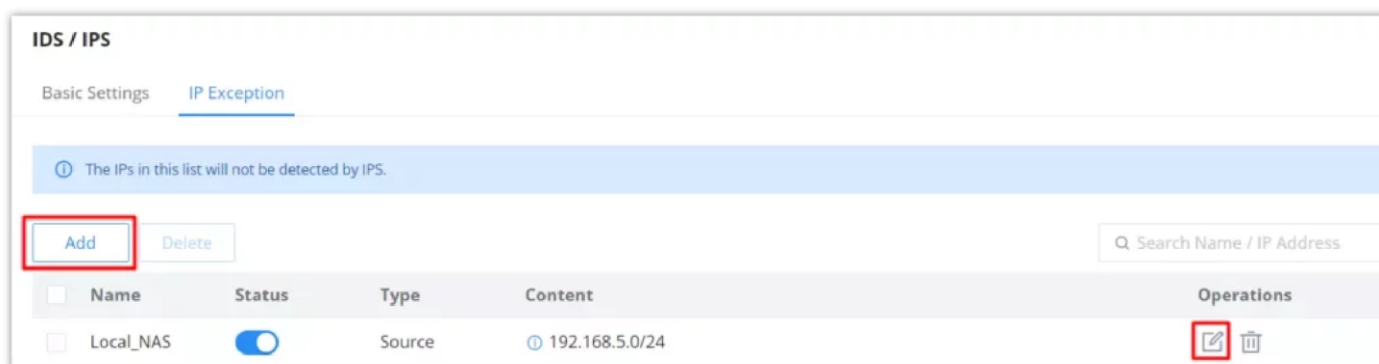 IDS / IPS
Basic Settings IP Exception
The IPs in this list will not be detected by IPS.
Add Delete Search Name / IP Address
Name Status Type Content Operations
Local_NAS Source 192.168.5.0/24